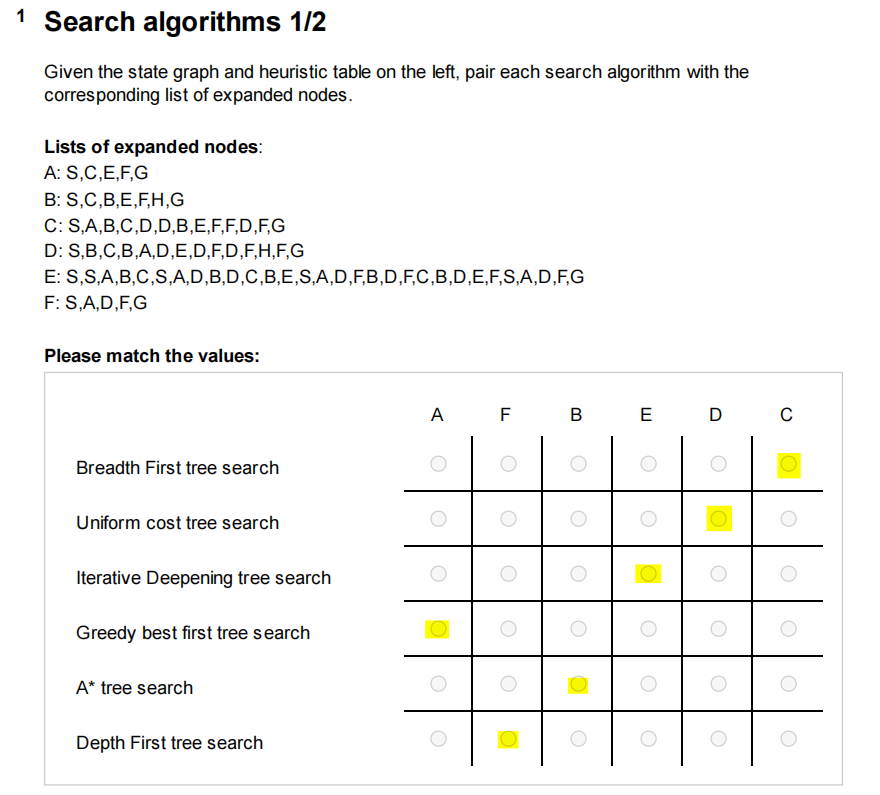 1 Search algorithms 1/2
Given the state graph and heuristic table on the left, pair each search algorithm with the
corresponding list of expanded nodes.
Lists of expanded nodes:
A: S,C,E,F,G
B: S,C,B,E,F,H,G
C: S,A,B,C,D,D,B,E,F,F,D,F,G
D: S,B,C,B,A,D,E,D,F,D,F,H,F,G
E: S,S,A,B,C,S,A,D,B,D,C,B,E,S,A,D,F,B,D,F,C,B,D,E,F,S,A,D,F,G
F: S,A,D,F,G
Please match the values:
A F B E D C
Breadth First tree search
Uniform cost tree search
Iterative Deepening tree search
Greedy best first tree search
A* tree search
Depth First tree search